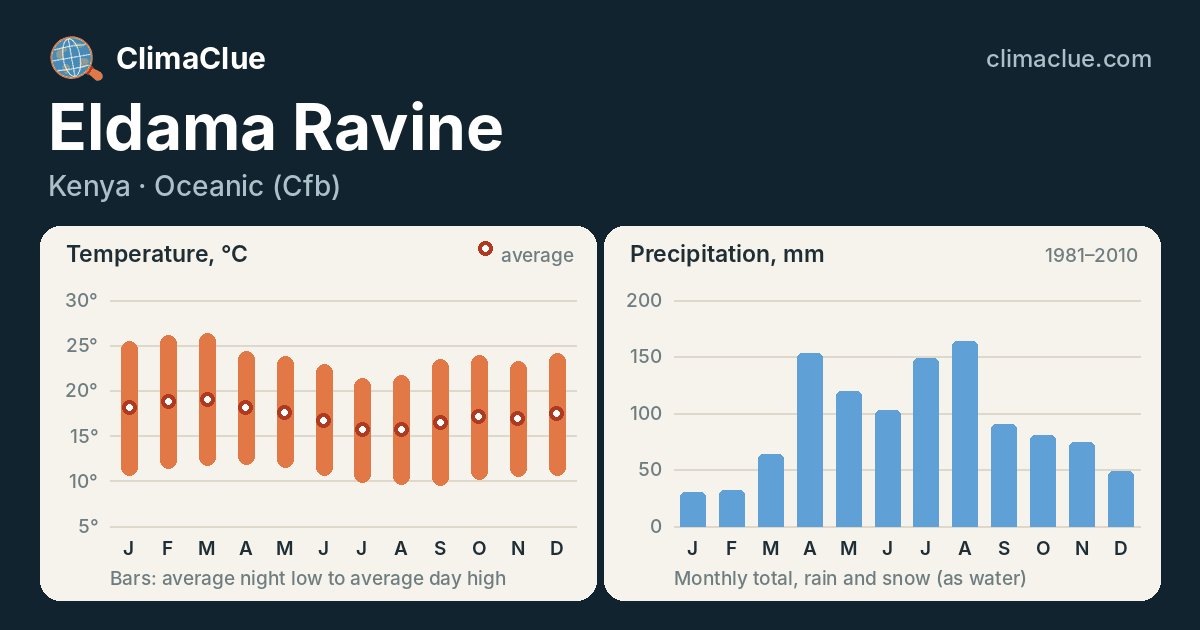 ClimaClue
climaclue.com
Eldama Ravine
Kenya · Oceanic (Cfb)
Temperature, °C
average
30°
25°
20°
15°
10°
5°
J F M A M J J A S O N D
Bars: average night low to average day high
Precipitation, mm
1981–2010
200
150
100
50
0
J F M A M J J A S O N D
Monthly total, rain and snow (as water)